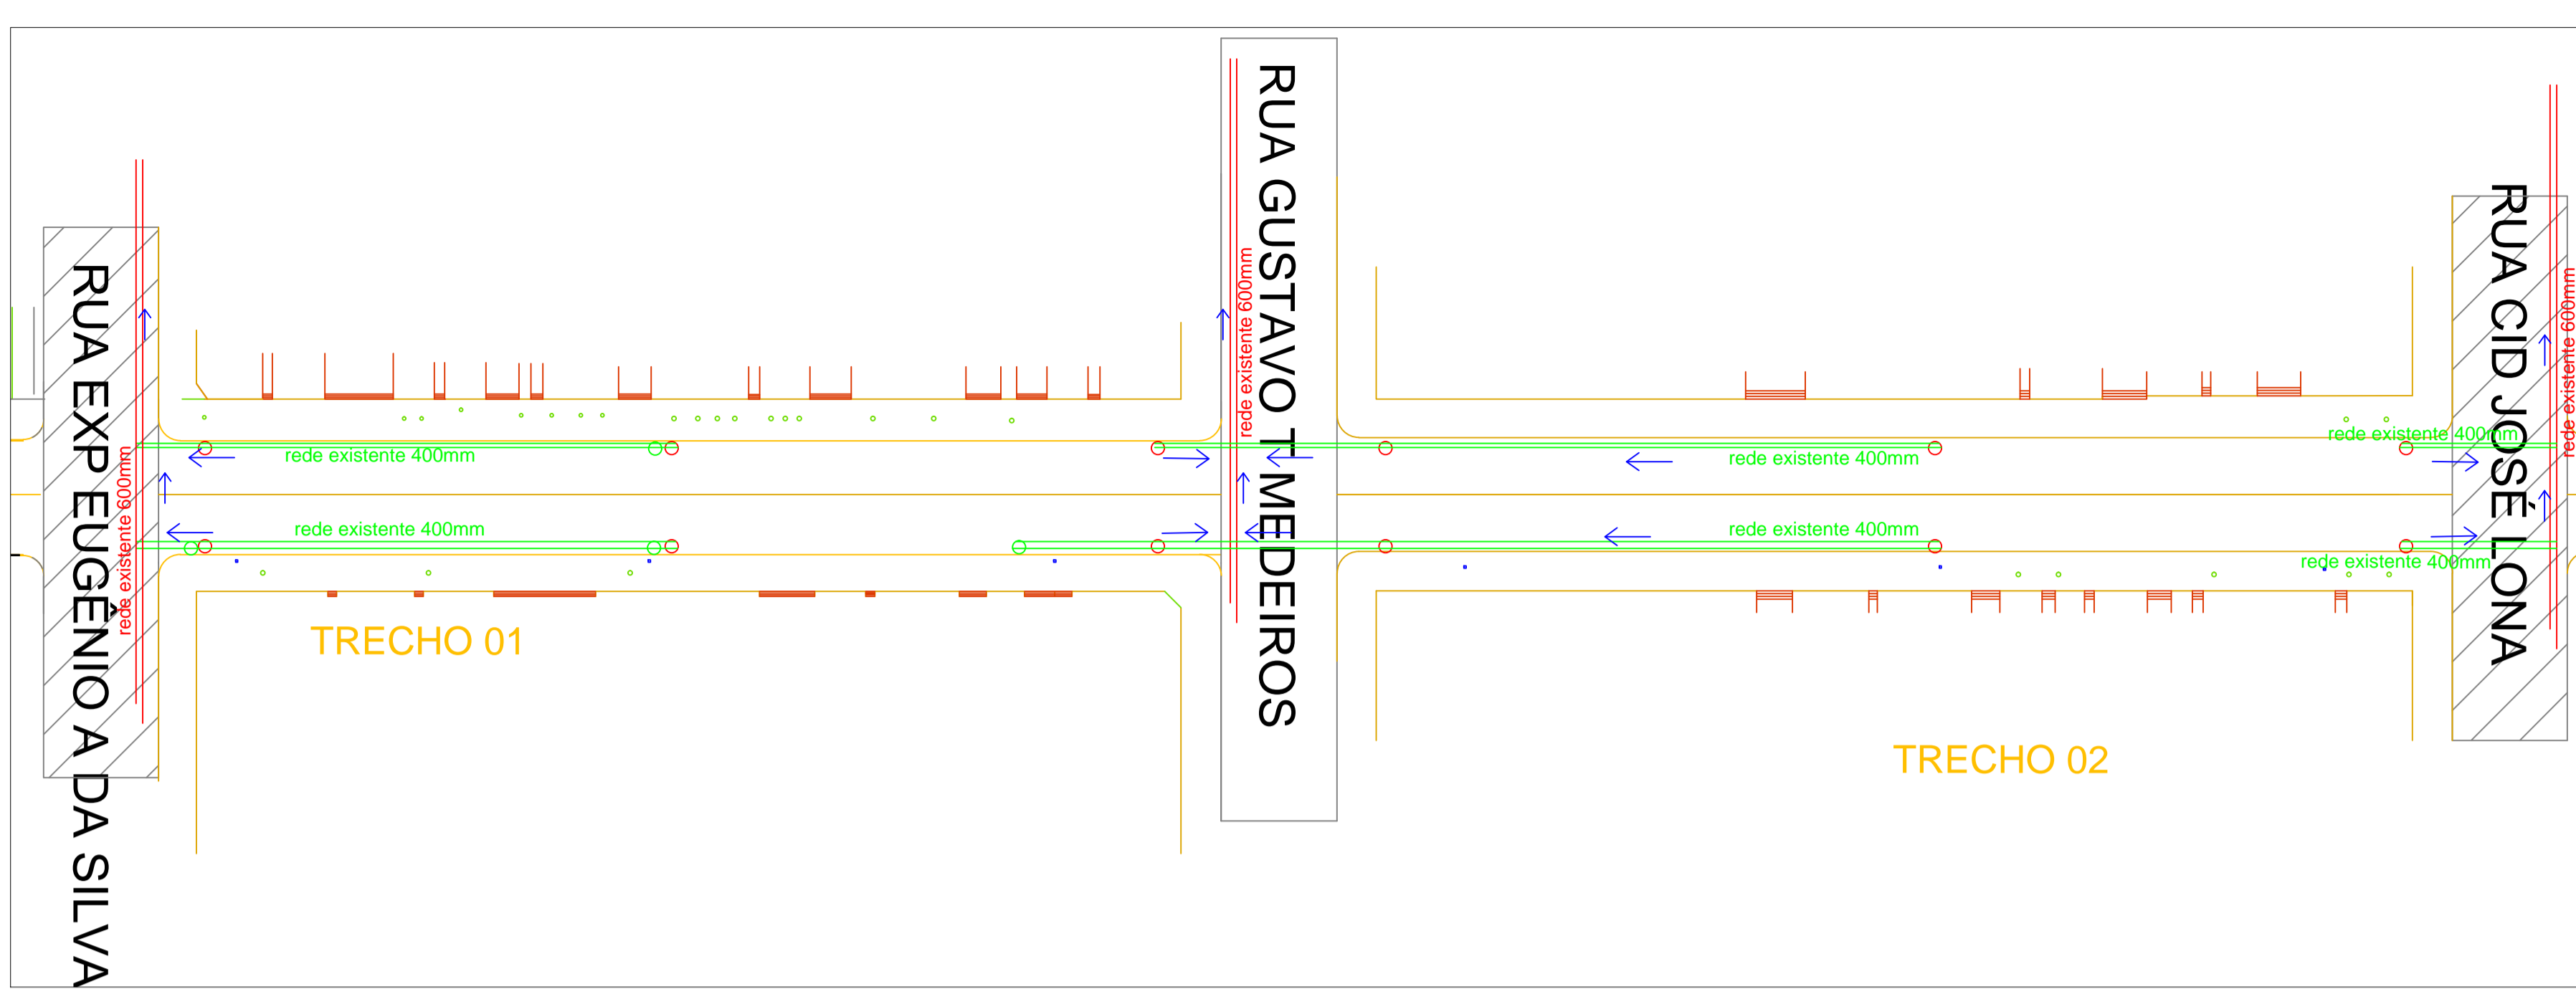 RUA EXP EUGÊNIO A DA SILVA
rede existente 600mm
rede existente 400mm
rede existente 400mm
TRECHO 01
RUA GUSTAVO T MEDEIROS
rede existente 600mm
rede existente 400mm
rede existente 400mm
TRECHO 02
rede existente 400mm
rede existente 400mm
RUA CID JOSÉ LONA
rede existente 600mm